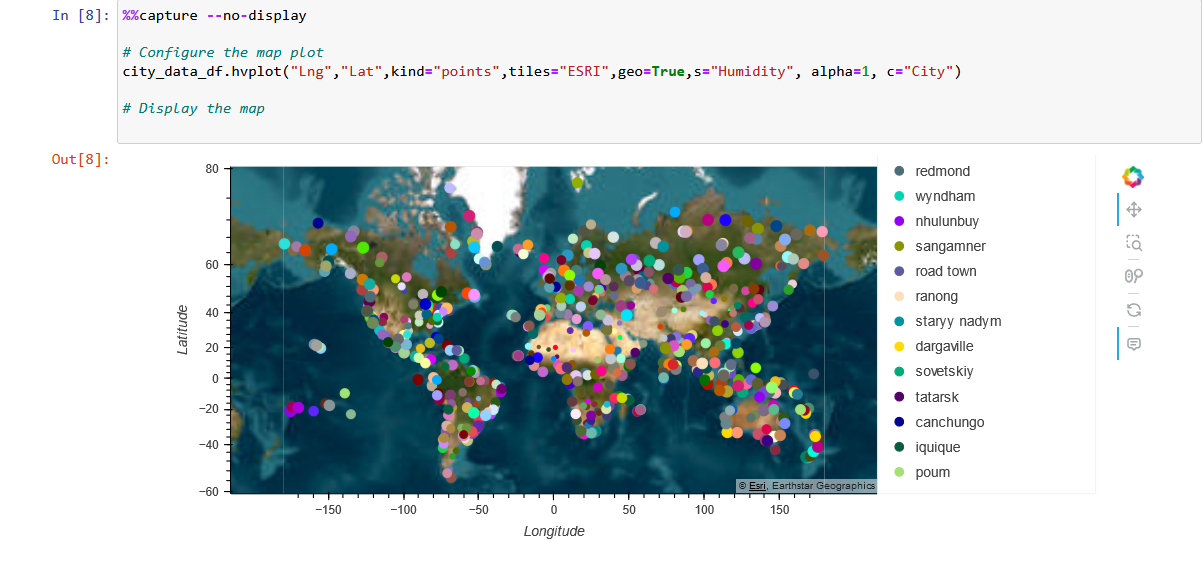 In [8]: %%capture --no-display
# Configure the map plot
city_data_df.hvplot("Lng","Lat",kind="points",tiles="ESRI",geo=True,s="Humidity", alpha=1, c="City")
# Display the map
Out[8]:
80
60
40
20
0
−20
−40
−60
Latitude
−150
−100
−50
0
50
100
150
Longitude
© Esri, Earthstar Geographics
redmond
wyndham
nhulunbuy
sangamner
road town
ranong
staryy nadym
dargaville
sovetskiy
tatarsk
canchungo
iquique
poum